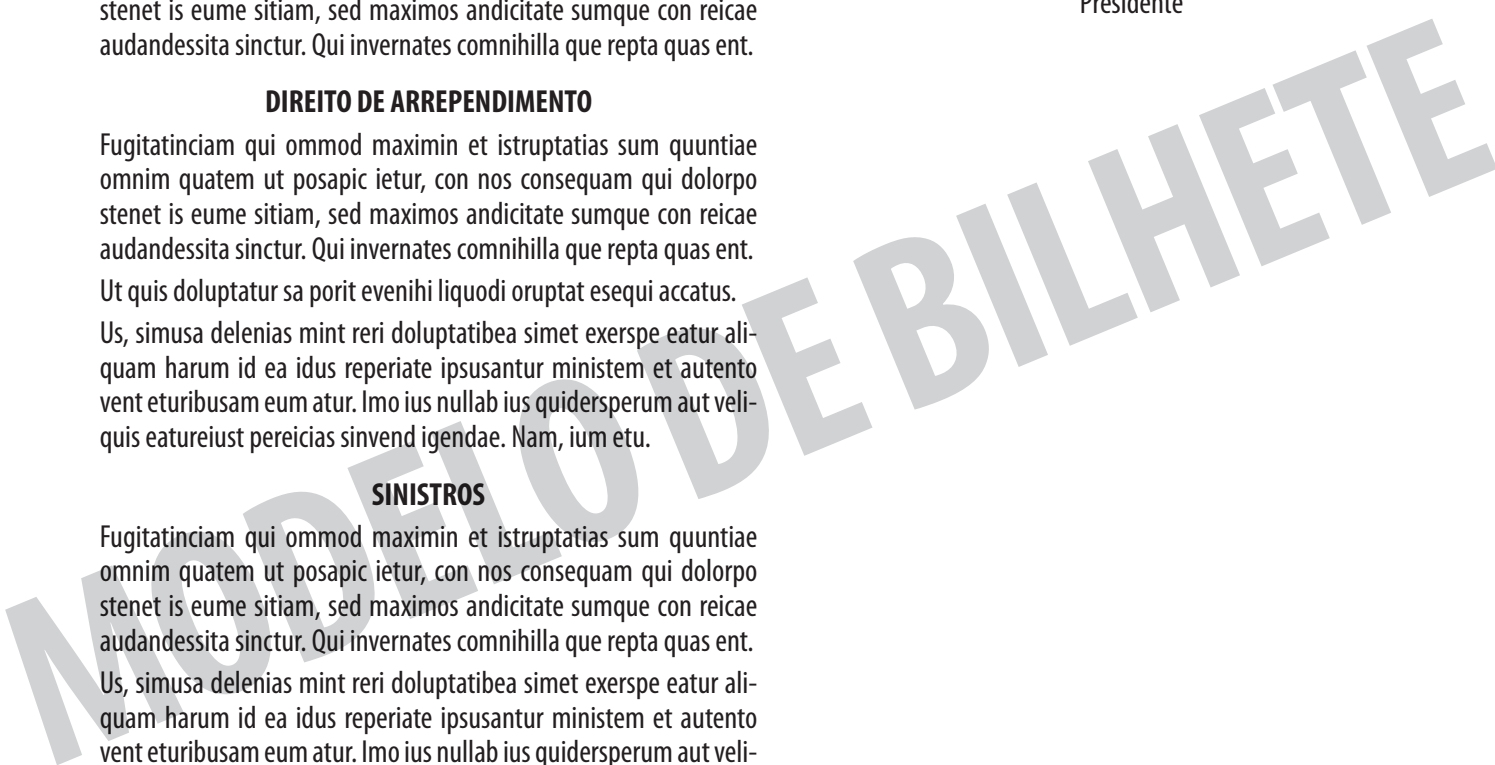 stenet is eume sitiam, sed maximos andicitate sumque con reicae
audandessita sinctur. Qui invernates comnihilla que repta quas ent.
DIREITO DE ARREPENDIMENTO
Fugitatinciam qui ommod maximin et istruptatias sum quuntiae
omnim quatem ut posapic ietur, con nos consequam qui dolorpo
stenet is eume sitiam, sed maximos andicitate sumque con reicae
audandessita sinctur. Qui invernates comnihilla que repta quas ent.
Ut quis doluptatur sa porit evenihi liquodi oruptat esequi accatus.
Us, simusa delenias mint reri doluptatibea simet exerspe eatur ali-
quam harum id ea idus reperiate ipsusantur ministem et autento
vent eturibusam eum atur. Imo ius nullab ius quidersperum aut veli-
quis eatureiust pereicias sinvend igendae. Nam, ium etu.
SINISTROS
Fugitatinciam qui ommod maximin et istruptatias sum quuntiae
omnim quatem ut posapic ietur, con nos consequam qui dolorpo
stenet is eume sitiam, sed maximos andicitate sumque con reicae
audandessita sinctur. Qui invernates comnihilla que repta quas ent.
Us, simusa delenias mint reri doluptatibea simet exerspe eatur ali-
quam harum id ea idus reperiate ipsusantur ministem et autento
vent eturibusam eum atur. Imo ius nullab ius quidersperum aut veli-
Presidente
MODELO DE BILHETE